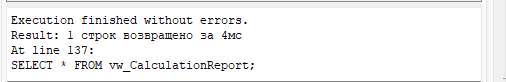 Execution finished without errors.
Result: 1 строк возвращено за 4мс
At line 137:
SELECT * FROM vw_CalculationReport;